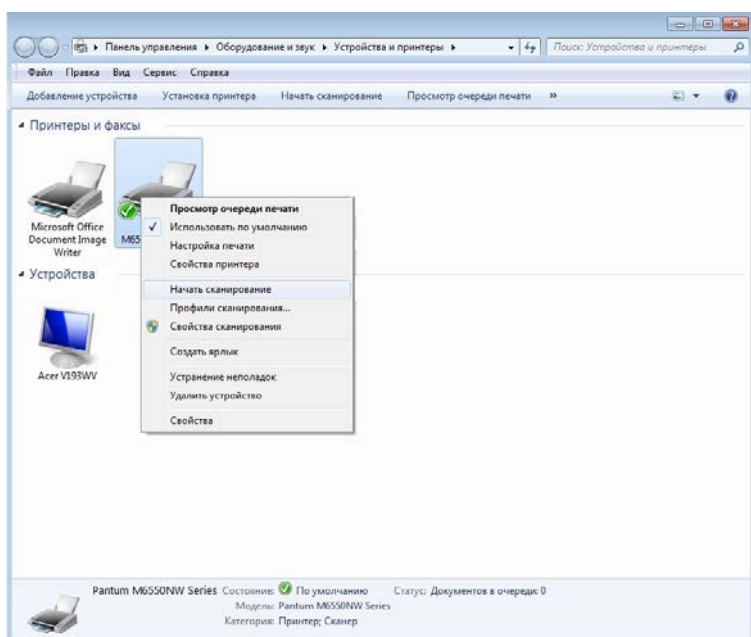 Панель управления ▸ Оборудование и звук ▸ Устройства и принтеры ▸
Поиск: Устройства и принтеры
Файл Правка Вид Сервис Справка
Добавление устройства Установка принтера Начать сканирование Просмотр очереди печати »
Принтеры и факсы
Microsoft Office
Document Image
Writer
M65
Просмотр очереди печати
Использовать по умолчанию
Настройка печати
Свойства принтера
Начать сканирование
Профили сканирования...
Свойства сканирования
Создать ярлык
Устранение неполадок
Удалить устройство
Свойства
Устройства
Acer V193WV
Pantum M6550NW Series Состояние: По умолчанию Статус: Документов в очереди: 0
Модель: Pantum M6550NW Series
Категория: Принтер; Сканер